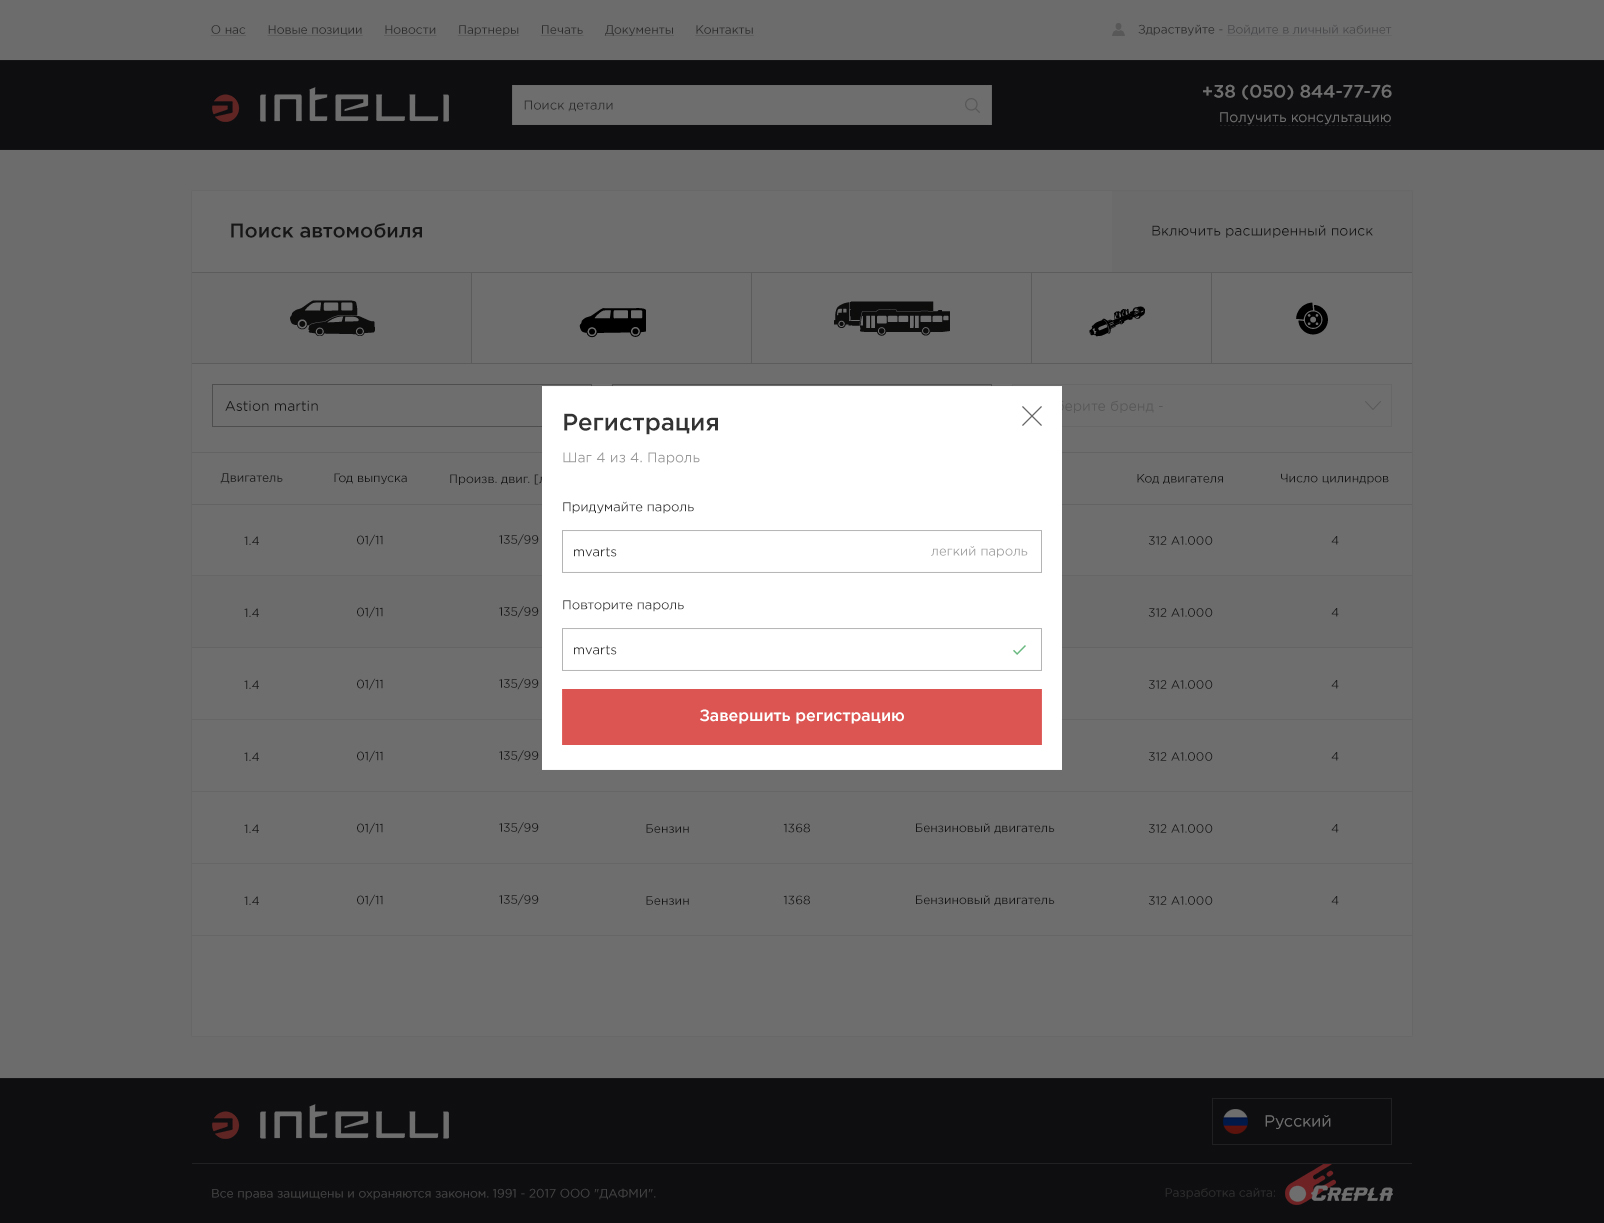 О нас Новые позиции Новости Партнеры Печать Документы Контакты Здраствуйте - Войдите в личный кабинет
INTELLI Поиск детали +38 (050) 844-77-76
Получить консультацию
Поиск автомобиля Включить расширенный поиск
Astion martin
Регистрация
Шаг 4 из 4. Пароль
Придумайте пароль
mvarts легкий пароль
Повторите пароль
mvarts
Завершить регистрацию
бренд -
Двигатель Год выпуска Произв. двиг. Код двигателя Число цилиндров
1.4 01/11 135/99 312 A1.000 4
1.4 01/11 135/99 312 A1.000 4
1.4 01/11 135/99 312 A1.000 4
1.4 01/11 135/99 312 A1.000 4
1.4 01/11 135/99 Бензин 1368 Бензиновый двигатель 312 A1.000 4
1.4 01/11 135/99 Бензин 1368 Бензиновый двигатель 312 A1.000 4
INTELLI Русский
Все права защищены и охраняются законом. 1991 - 2017 ООО "ДАФМИ". Разработка сайта: CREPLA